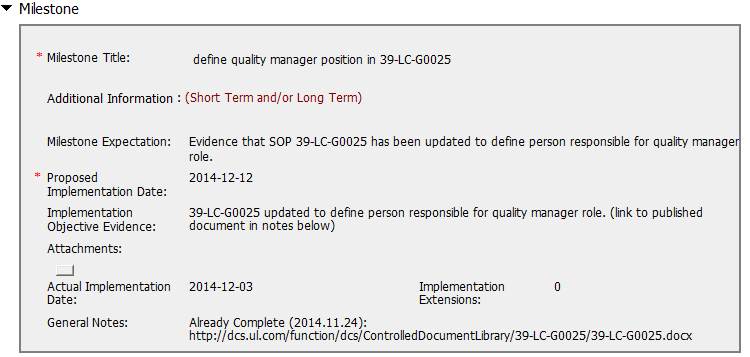 Milestone
* Milestone Title: define quality manager position in 39-LC-G0025
Additional Information : (Short Term and/or Long Term)
Milestone Expectation: Evidence that SOP 39-LC-G0025 has been updated to define person responsible for quality manager
role.
* Proposed 2014-12-12
Implementation Date:
Implementation 39-LC-G0025 updated to define person responsible for quality manager role. (link to published
Objective Evidence: document in notes below)
Attachments:
Actual Implementation 2014-12-03 Implementation 0
Date: Extensions:
General Notes: Already Complete (2014.11.24):
http://dcs.ul.com/function/dcs/ControlledDocumentLibrary/39-LC-G0025/39-LC-G0025.docx